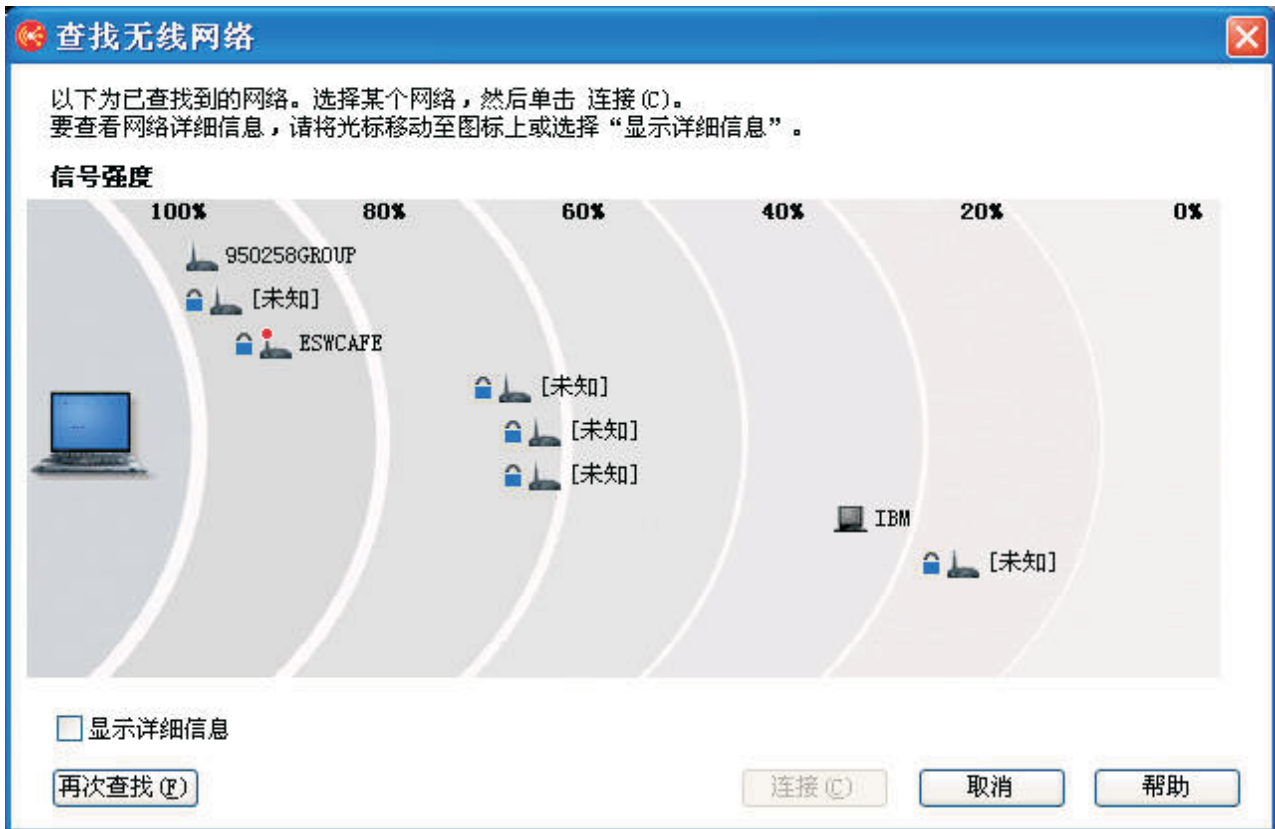 查找无线网络
以下为已查找到的网络。选择某个网络，然后单击 连接(C)。
要查看网络详细信息，请将光标移动至图标上或选择“显示详细信息”。
信号强度
100% 80% 60% 40% 20% 0%
950258GROUP
[未知]
ESWCAFE
[未知]
[未知]
[未知]
IBM
[未知]
显示详细信息
再次查找(F) 连接(C) 取消 帮助